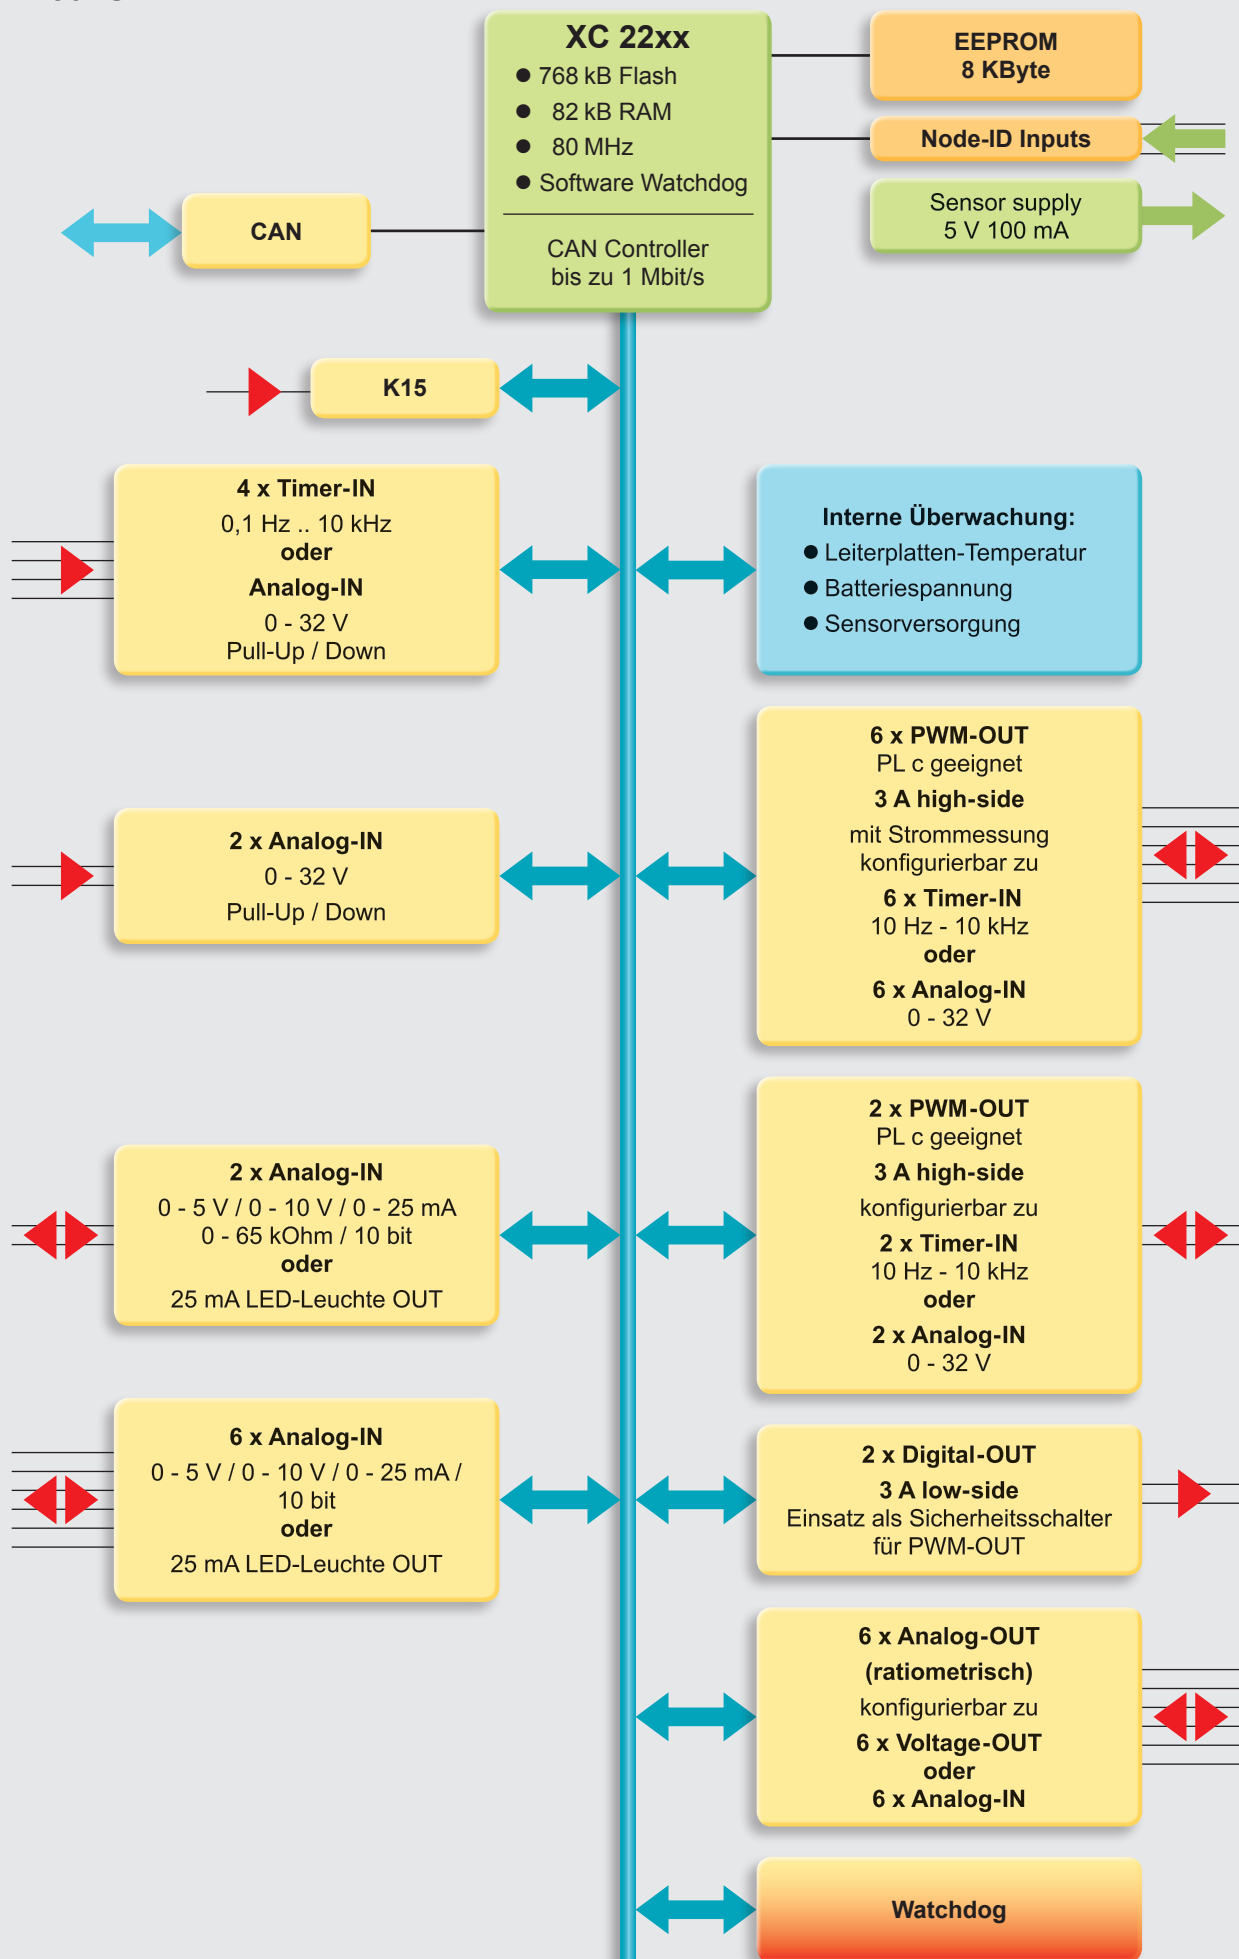 XC 22xx
● 768 kB Flash
● 82 kB RAM
● 80 MHz
● Software Watchdog
CAN Controller
bis zu 1 Mbit/s
EEPROM
8 KByte
Node-ID Inputs
Sensor supply
5 V 100 mA
CAN
K15
4 x Timer-IN
0,1 Hz .. 10 kHz
oder
Analog-IN
0 - 32 V
Pull-Up / Down
Interne Überwachung:
● Leiterplatten-Temperatur
● Batteriespannung
● Sensorversorgung
2 x Analog-IN
0 - 32 V
Pull-Up / Down
6 x PWM-OUT
PL c geeignet
3 A high-side
mit Strommessung
konfigurierbar zu
6 x Timer-IN
10 Hz - 10 kHz
oder
6 x Analog-IN
0 - 32 V
2 x Analog-IN
0 - 5 V / 0 - 10 V / 0 - 25 mA
0 - 65 kOhm / 10 bit
oder
25 mA LED-Leuchte OUT
2 x PWM-OUT
PL c geeignet
3 A high-side
konfigurierbar zu
2 x Timer-IN
10 Hz - 10 kHz
oder
2 x Analog-IN
0 - 32 V
6 x Analog-IN
0 - 5 V / 0 - 10 V / 0 - 25 mA /
10 bit
oder
25 mA LED-Leuchte OUT
2 x Digital-OUT
3 A low-side
Einsatz als Sicherheitsschalter
für PWM-OUT
6 x Analog-OUT
(ratiometrisch)
konfigurierbar zu
6 x Voltage-OUT
oder
6 x Analog-IN
Watchdog